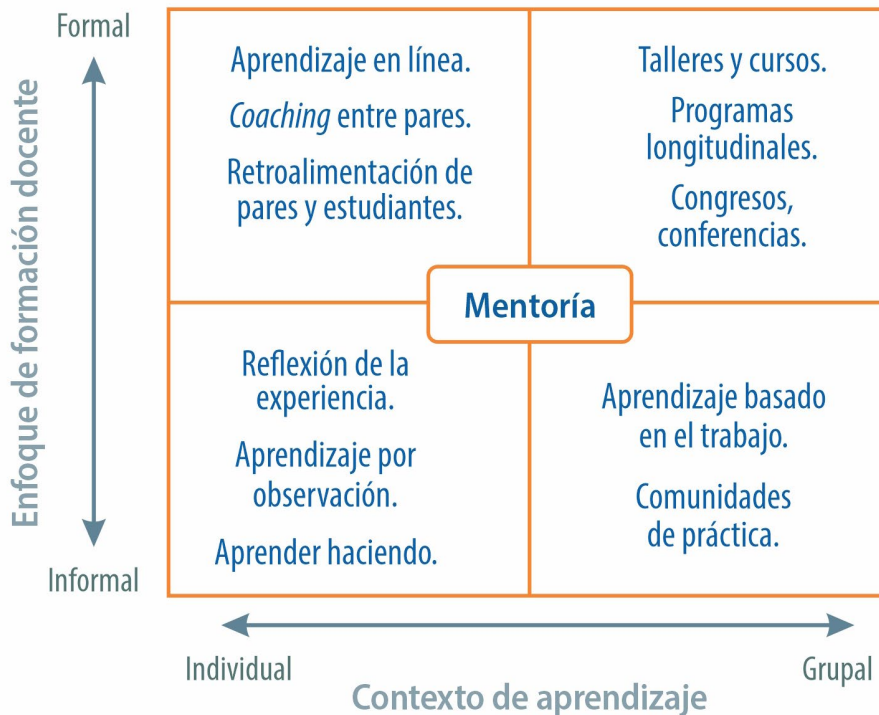 Formal
Enfoque de formación docente
Informal
Aprendizaje en línea.
Coaching entre pares.
Retroalimentación de
pares y estudiantes.
Talleres y cursos.
Programas
longitudinales.
Congresos,
conferencias.
Mentoría
Reflexión de la
experiencia.
Aprendizaje por
observación.
Aprender haciendo.
Aprendizaje basado
en el trabajo.
Comunidades
de práctica.
Individual
Grupal
Contexto de aprendizaje